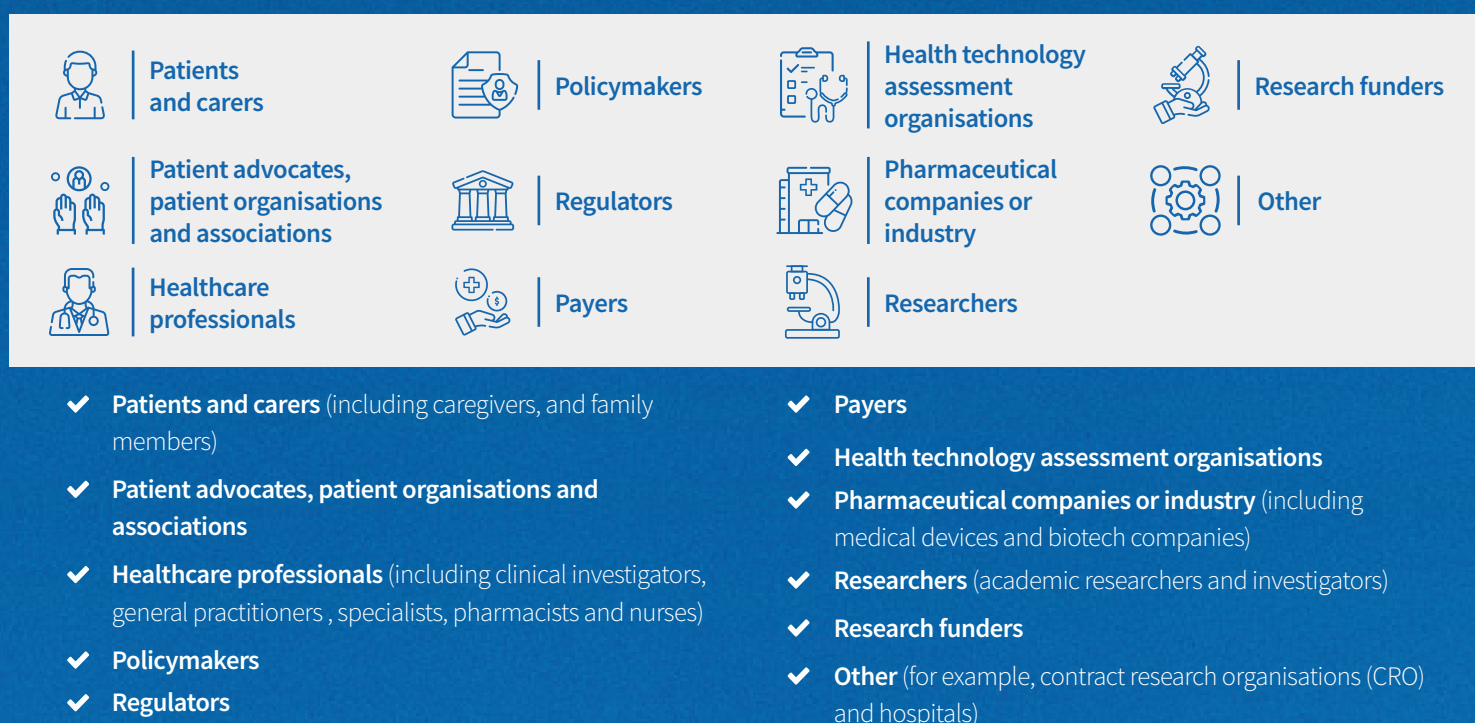 Patients
and carers
Patient advocates,
patient organisations
and associations
Healthcare
professionals
Policymakers
Regulators
Payers
Health technology
assessment
organisations
Pharmaceutical
companies or
industry
Researchers
Research funders
Other
Patients and carers (including caregivers, and family
members)
Patient advocates, patient organisations and
associations
Healthcare professionals (including clinical investigators,
general practitioners , specialists, pharmacists and nurses)
Policymakers
Regulators
Payers
Health technology assessment organisations
Pharmaceutical companies or industry (including
medical devices and biotech companies)
Researchers (academic researchers and investigators)
Research funders
Other (for example, contract research organisations (CRO)
and hospitals)